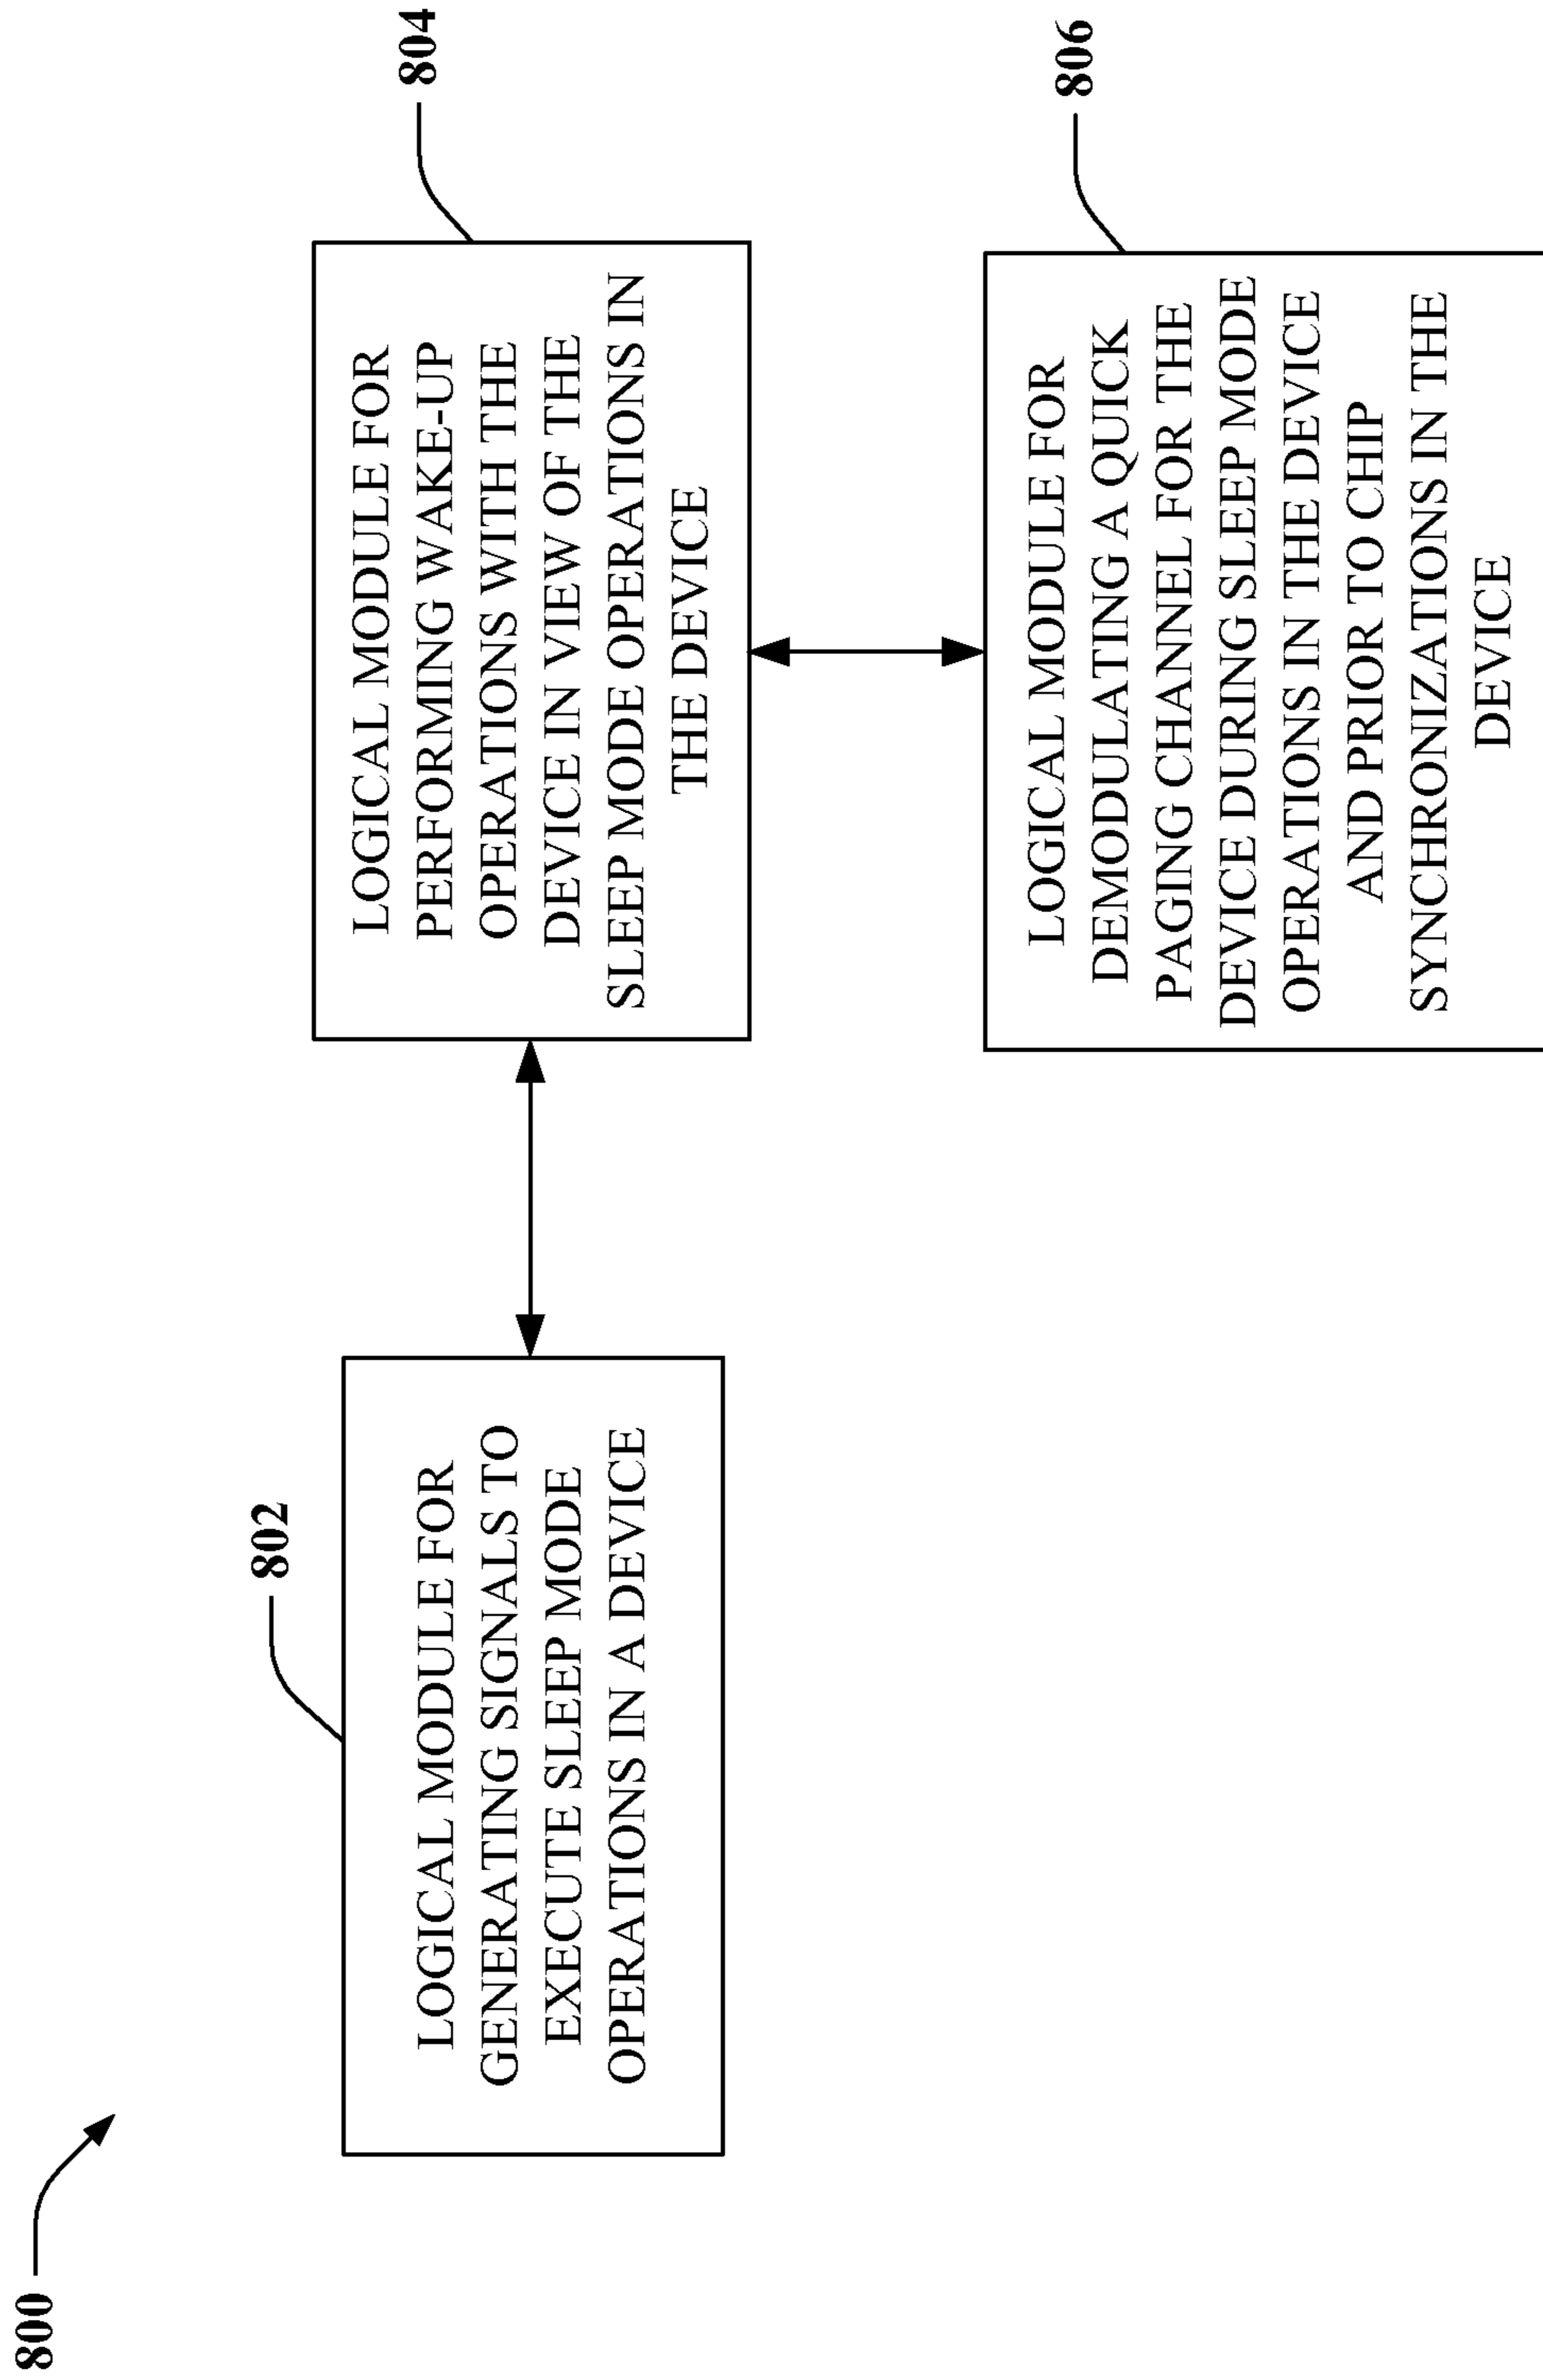 800
802
LOGICAL MODULE FOR
GENERATING SIGNALS TO
EXECUTE SLEEP MODE
OPERATIONS IN A DEVICE
804
LOGICAL MODULE FOR
PERFORMING WAKE-UP
OPERATIONS WITH THE
DEVICE IN VIEW OF THE
SLEEP MODE OPERATIONS IN
THE DEVICE
806
LOGICAL MODULE FOR
DEMODULATING A QUICK
PAGING CHANNEL FOR THE
DEVICE DURING SLEEP MODE
OPERATIONS IN THE DEVICE
AND PRIOR TO CHIP
SYNCHRONIZATIONS IN THE
DEVICE